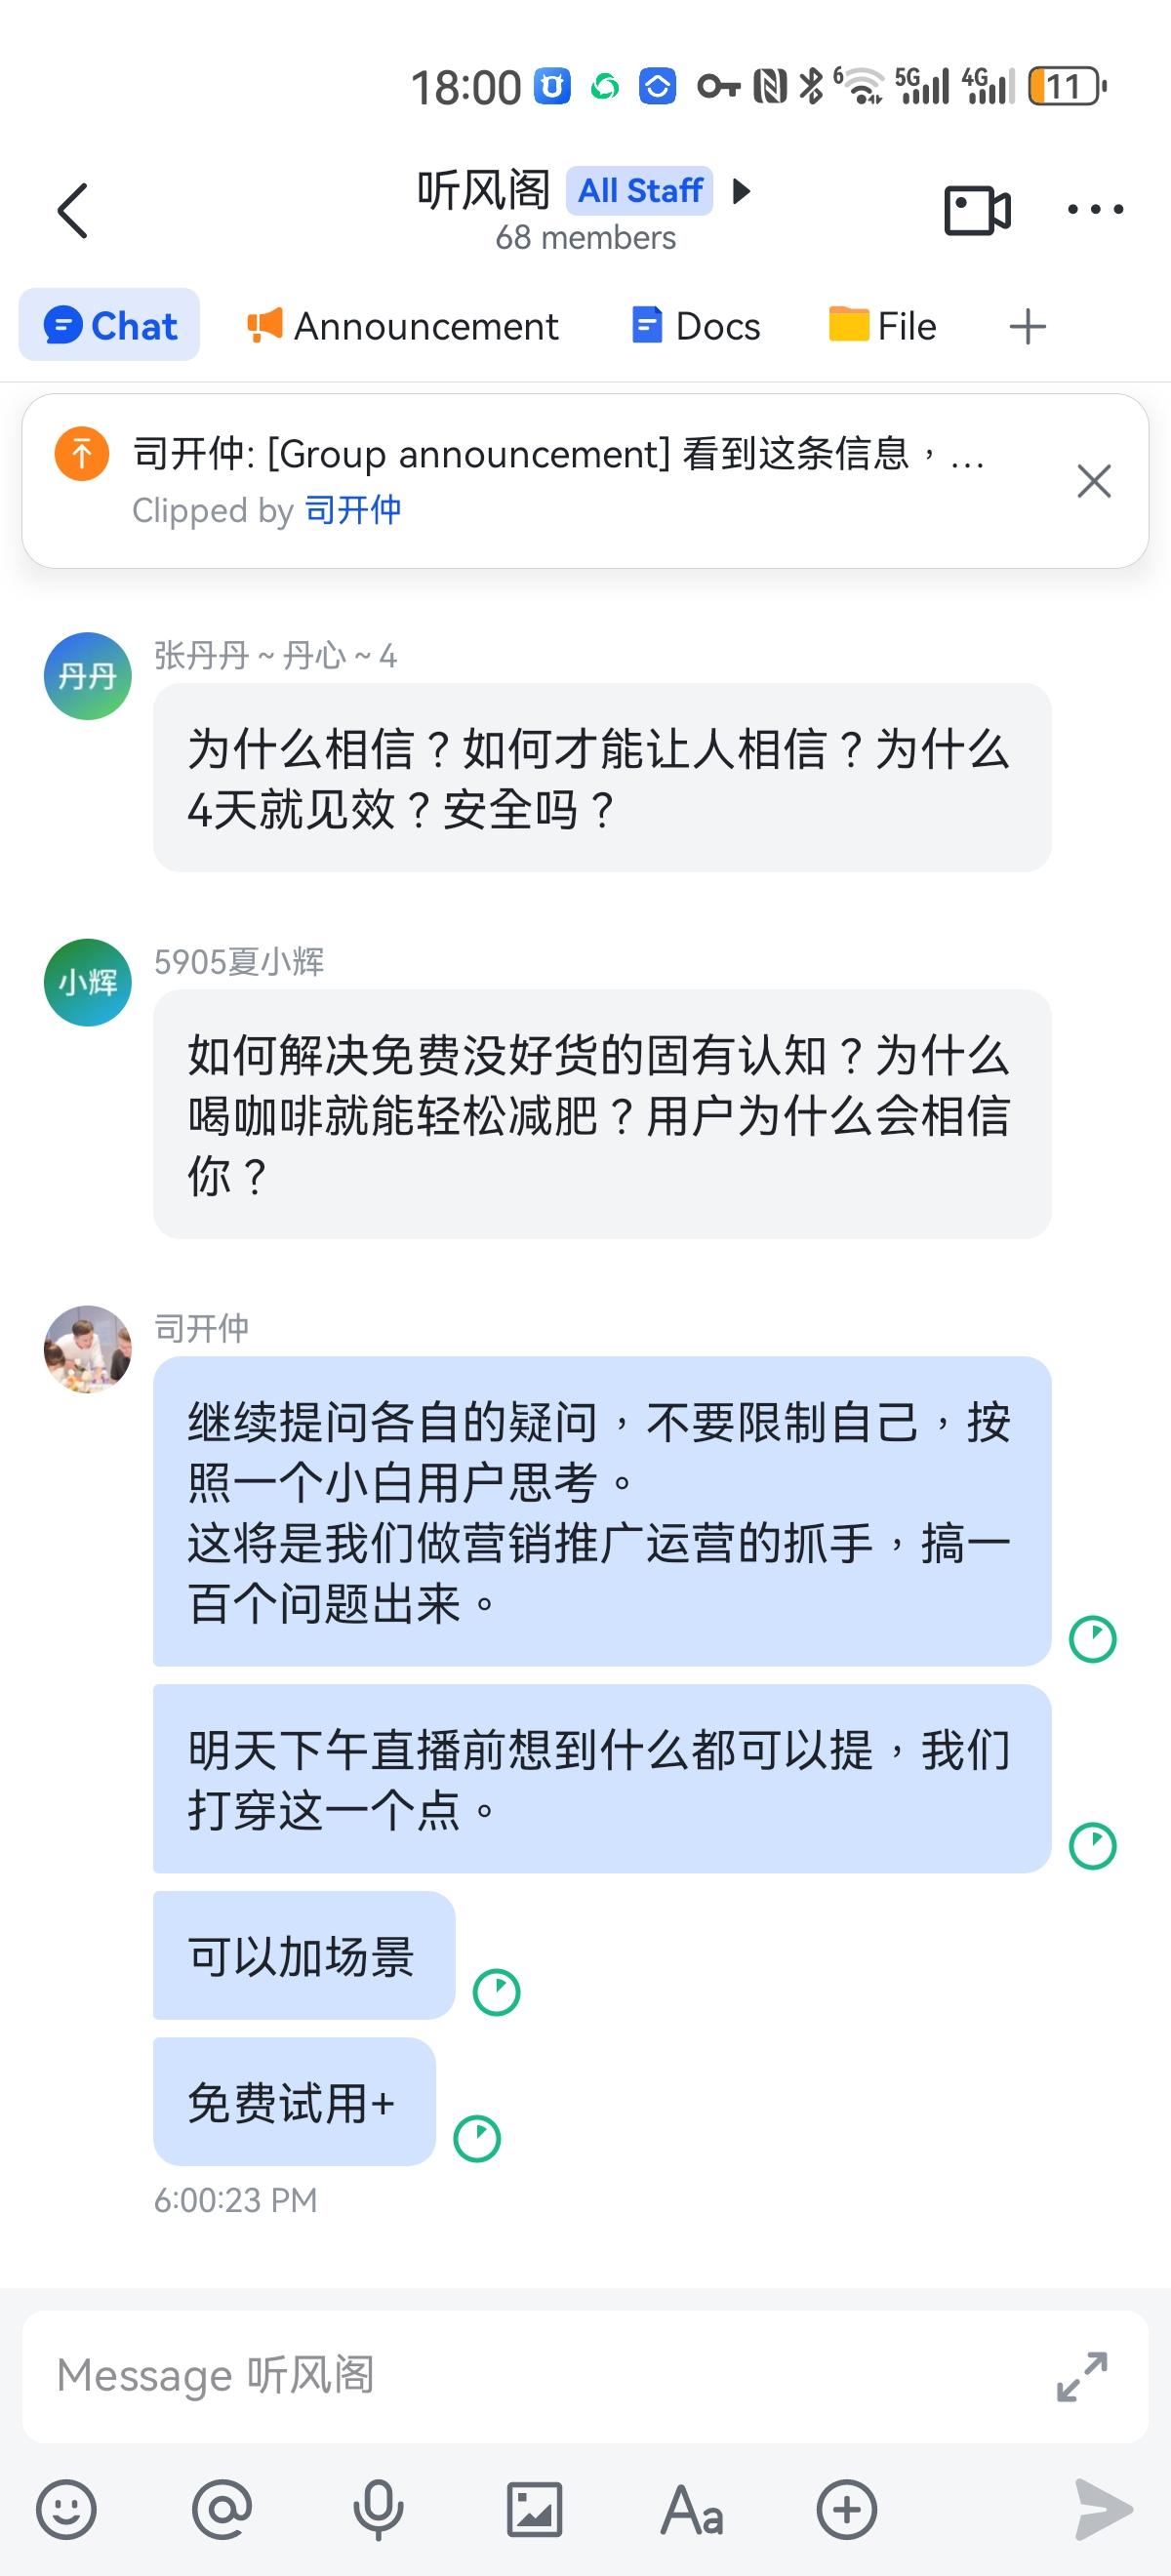 18:00 6 5G 4G 11
听风阁 All Staff
68 members
Chat Announcement Docs File
司开仲: [Group announcement] 看到这条信息，...
Clipped by 司开仲
丹丹
张丹丹~丹心~4
为什么相信？如何才能让人相信？为什么
4天就见效？安全吗？
小辉
5905夏小辉
如何解决免费没好货的固有认知？为什么
喝咖啡就能轻松减肥？用户为什么会相信
你？
司开仲
继续提问各自的疑问，不要限制自己，按
照一个小白用户思考。
这将是我们做营销推广运营的抓手，搞一
百个问题出来。
明天下午直播前想到什么都可以提，我们
打穿这一个点。
可以加场景
免费试用+
6:00:23 PM
Message 听风阁
Aa